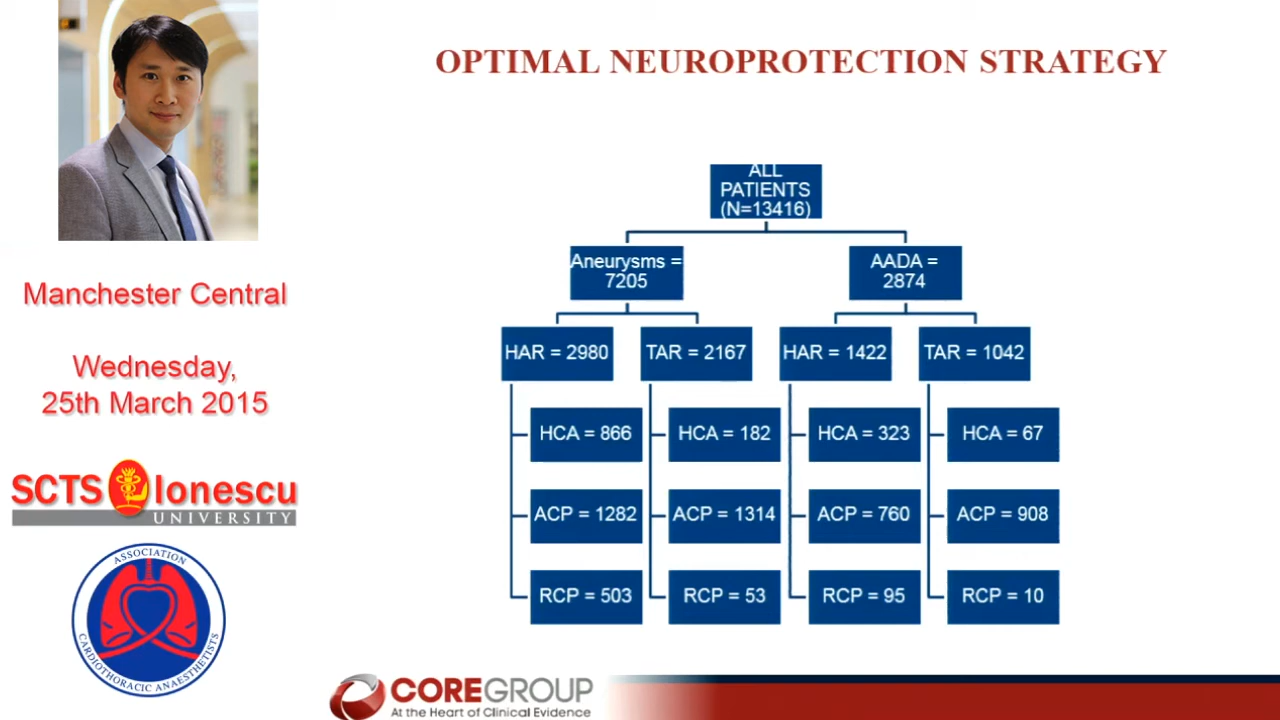 OPTIMAL NEUROPROTECTION STRATEGY
ALL
PATIENTS
(N=13416)
Aneurysms =
7205
AADA =
2874
HAR = 2980
TAR = 2167
HAR = 1422
TAR = 1042
HCA = 866
HCA = 182
HCA = 323
HCA = 67
ACP = 1282
ACP = 1314
ACP = 760
ACP = 908
RCP = 503
RCP = 53
RCP = 95
RCP = 10
Manchester Central
Wednesday,
25th March 2015
SCTS Ionescu
UNIVERSITY
ASSOCIATION
CARDIOTHORACIC ANAESTHETISTS
COREGROUP
At the Heart of Clinical Evidence